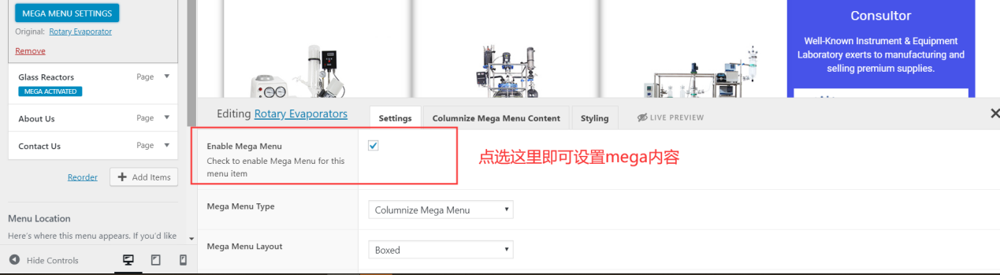 MEGA MENU SETTINGS
Original: Rotary Evaporator
Remove
Glass Reactors Page
MEGA ACTIVATED
About Us Page
Contact Us Page
Reorder + Add Items
Menu Location
Here's where this menu appears. If you'd like
Hide Controls
Consultor
Well-Known Instrument & Equipment
Laboratory exerts to manufacturing and
selling premium supplies.
Editing Rotary Evaporators
Settings Columnize Mega Menu Content Styling LIVE PREVIEW
Enable Mega Menu
Check to enable Mega Menu for this
menu item
点选这里即可设置mega内容
Mega Menu Type Columnize Mega Menu
Mega Menu Layout Boxed